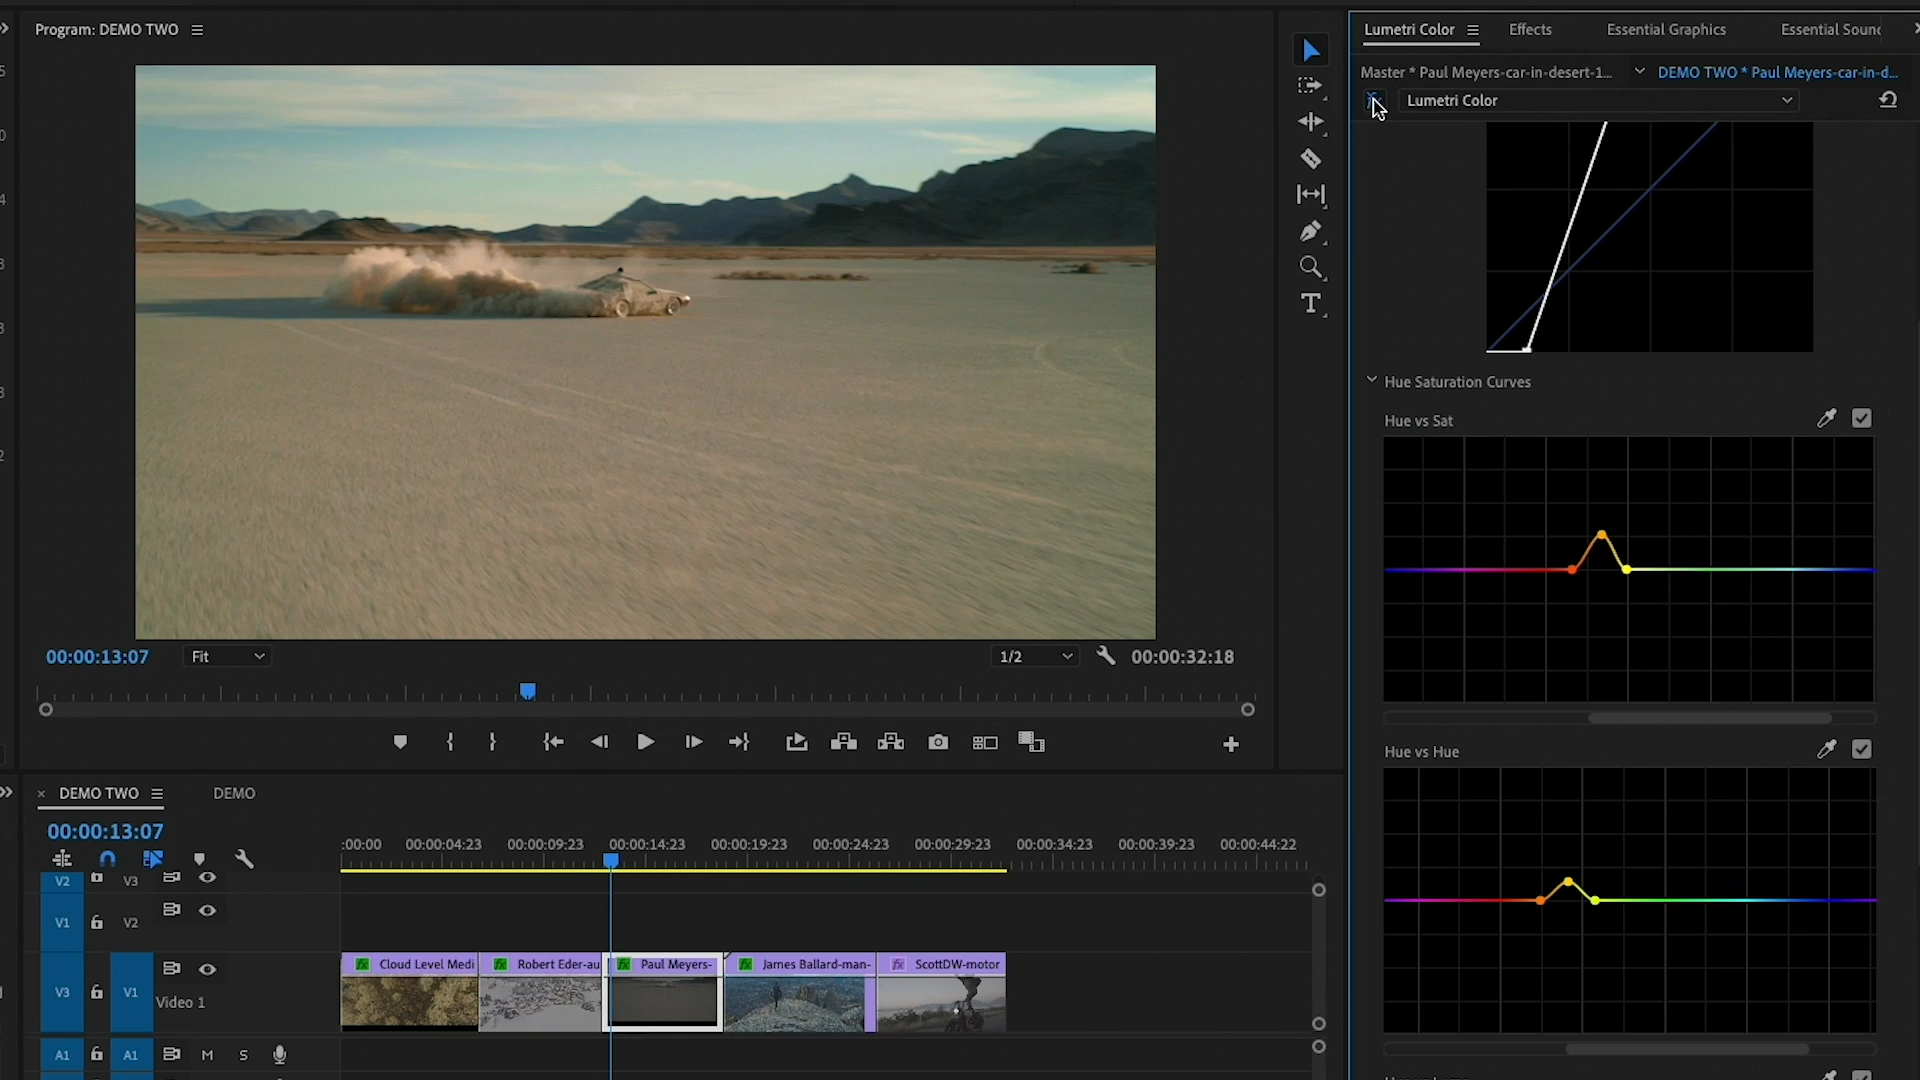 Program: DEMO TWO
Lumetri Color
Effects
Essential Graphics
Essential Sound
Master * Paul Meyers-car-in-desert-1...
DEMO TWO * Paul Meyers-car-in-d...
Lumetri Color
Hue Saturation Curves
Hue vs Sat
00:00:13:07
Fit
1/2
00:00:32:18
Hue vs Hue
DEMO TWO
DEMO
00:00:13:07
:00:00
00:00:04:23
00:00:09:23
00:00:14:23
00:00:19:23
00:00:24:23
00:00:29:23
00:00:34:23
00:00:39:23
00:00:44:22
V2
V3
V1
V2
Cloud Level Medi
Robert Eder-au
Paul Meyers-
James Ballard-man-
ScottDW-motor
V3
V1
Video 1
A1
A1
M
S